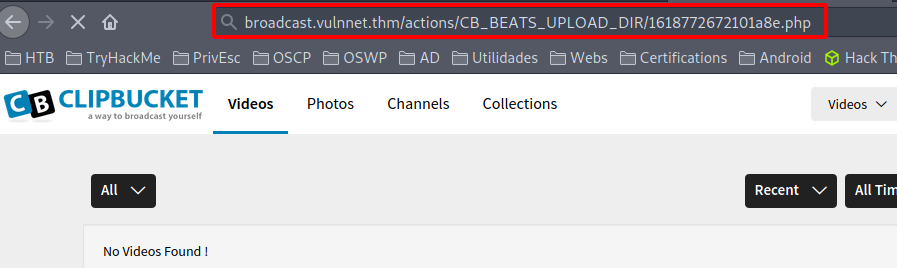 broadcast.vulnnet.thm/actions/CB_BEATS_UPLOAD_DIR/1618772672101a8e.php
HTB TryHackMe PrivEsc OSCP OSWP AD Utilidades Webs Certifications Android Hack Th
CB CLIPBUCKET Videos Photos Channels Collections Videos
a way to broadcast yourself
All Recent All Tim
No Videos Found !